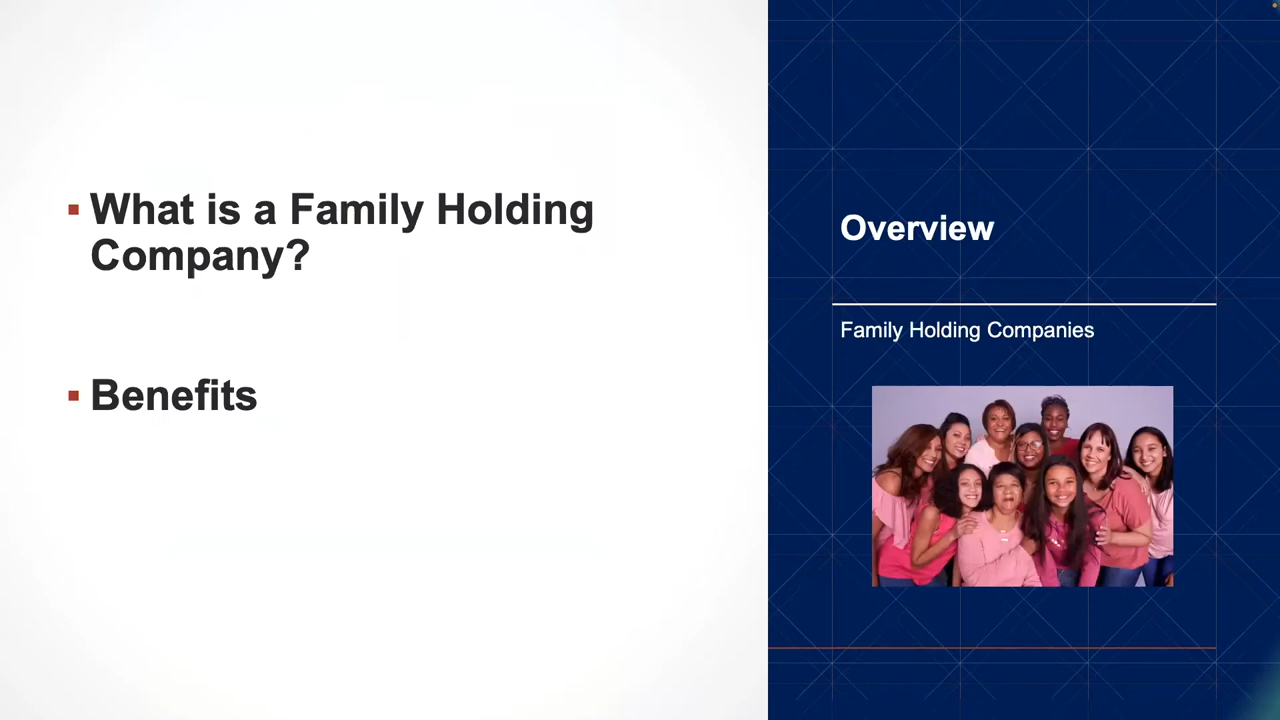 What is a Family Holding
Company?
Benefits
Overview
Family Holding Companies